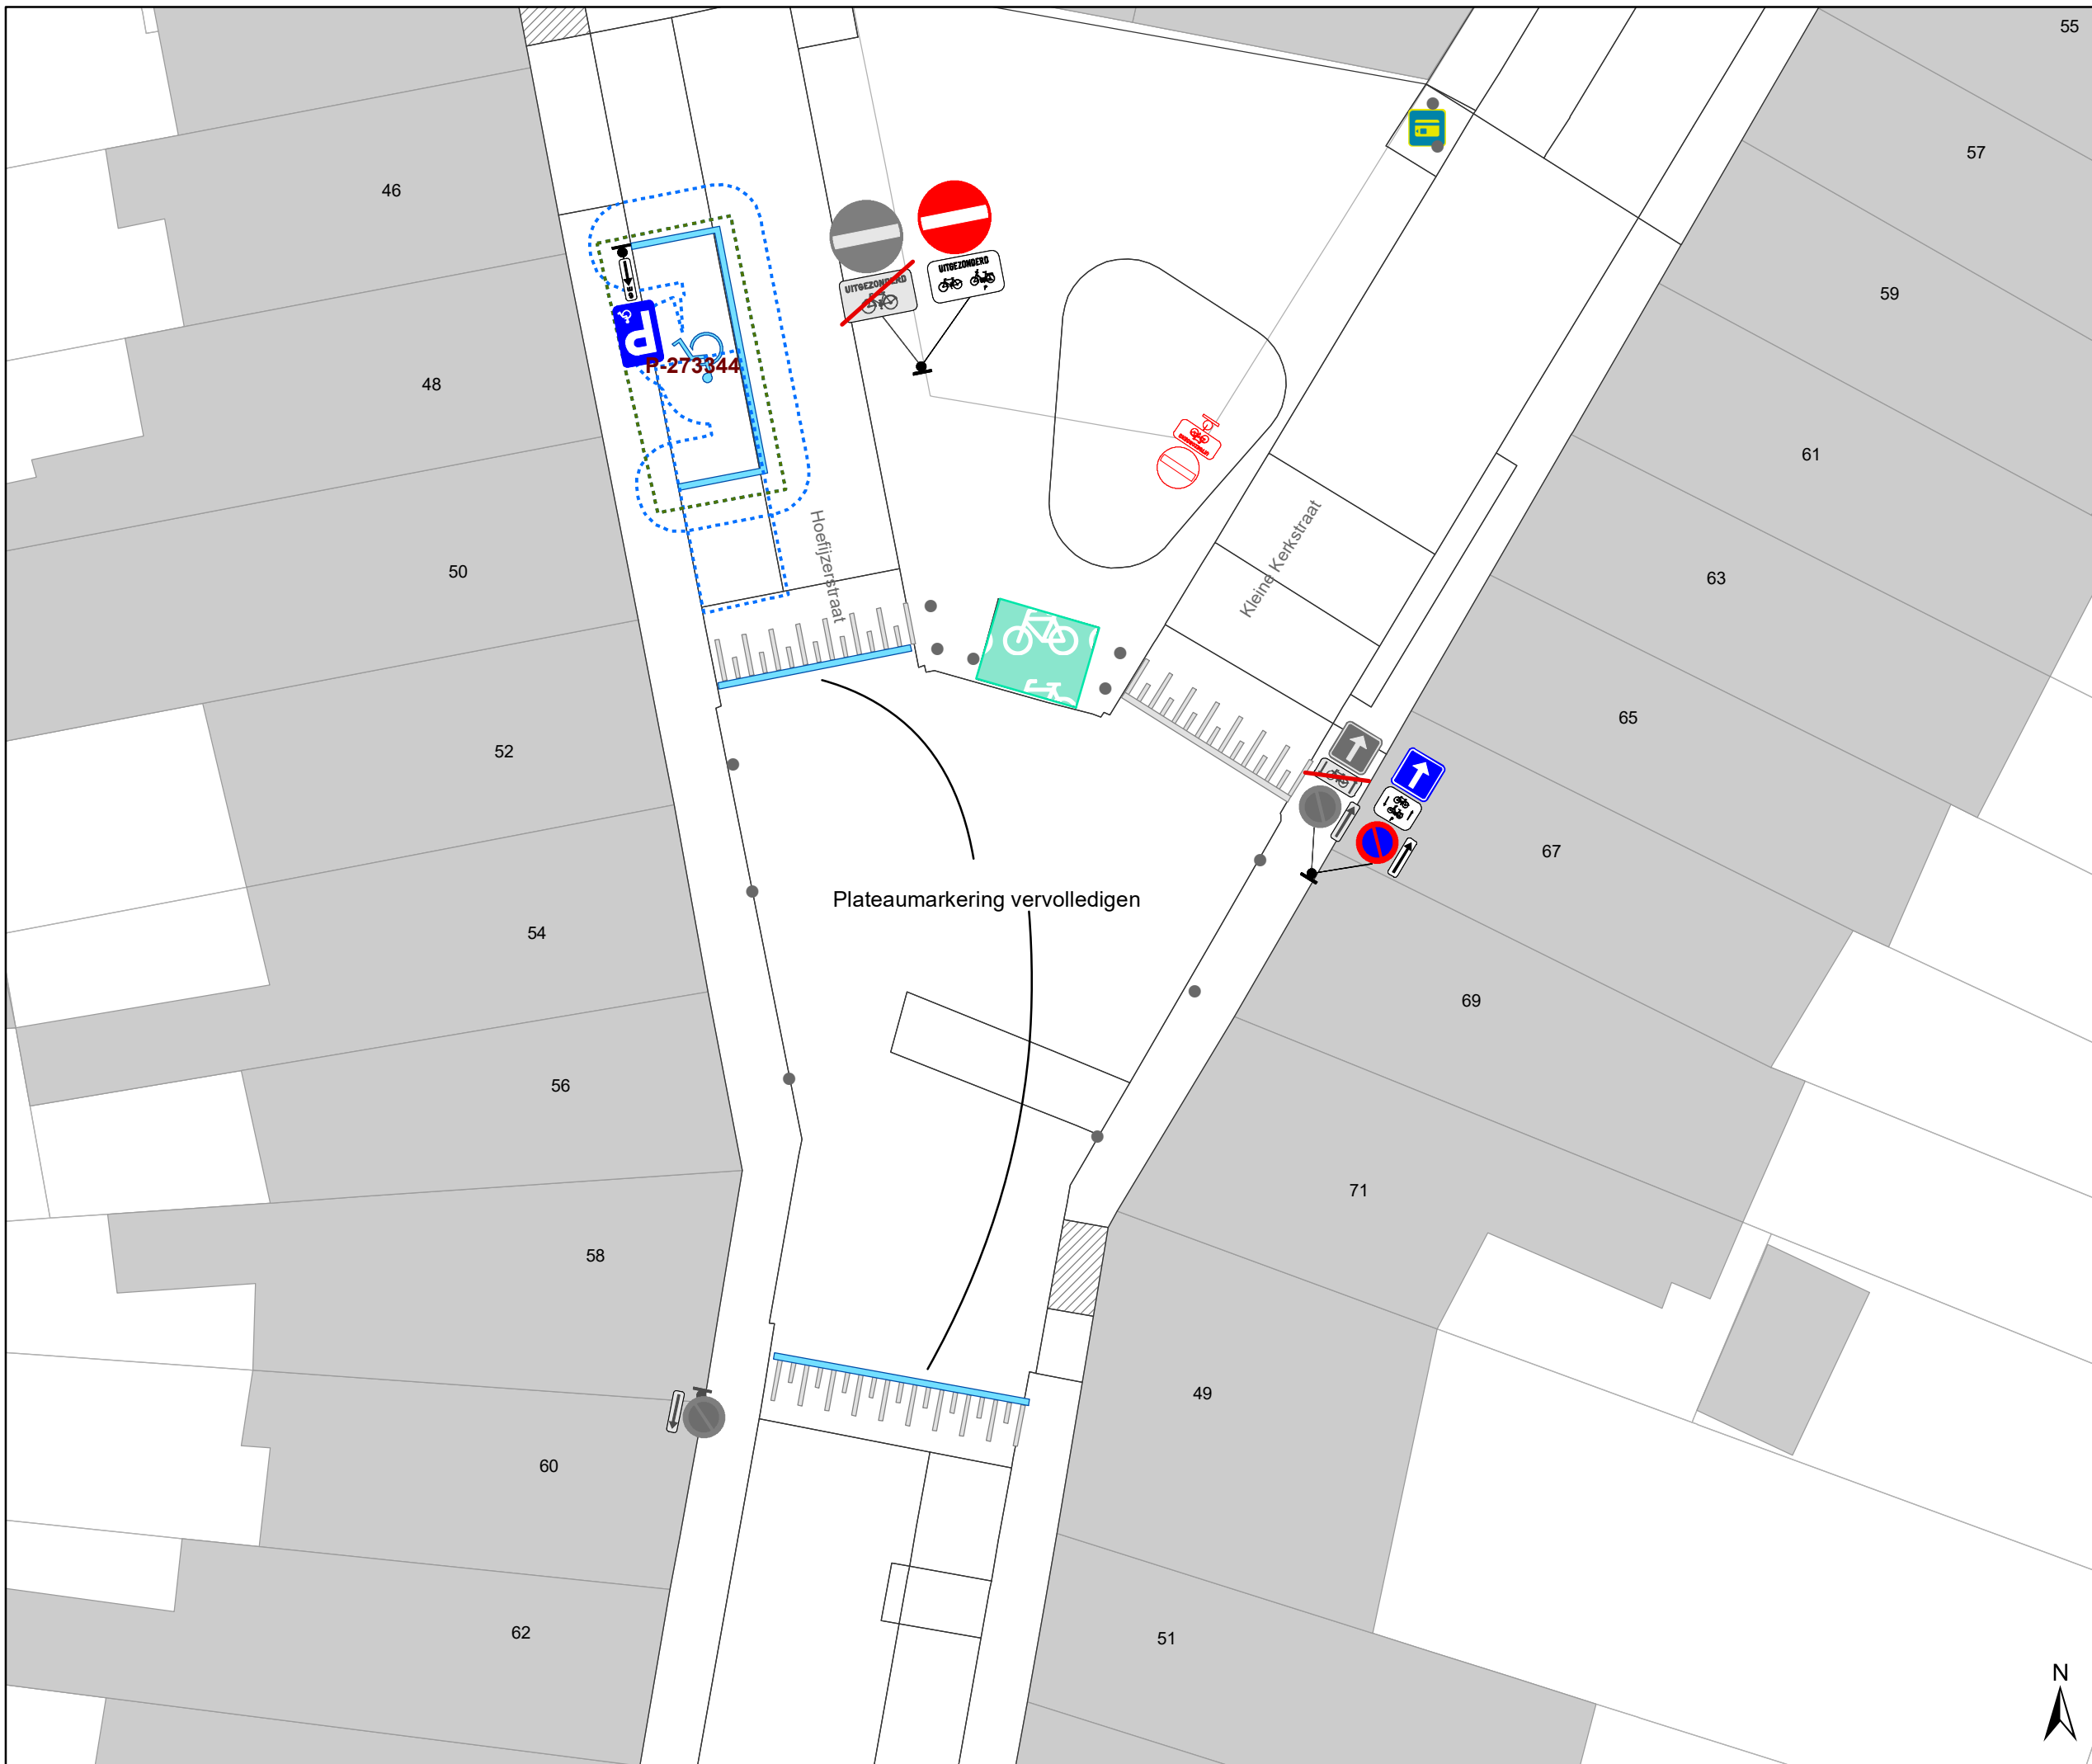 55
57
46
59
UITGEZONDERD
UITGEZONDERD
P
P
P-273344
48
61
Hoefijzerstraat
Kleine Kerkstraat
50
63
65
52
67
P
Plateaumarkering vervolledigen
54
69
56
71
58
49
60
62
51
N